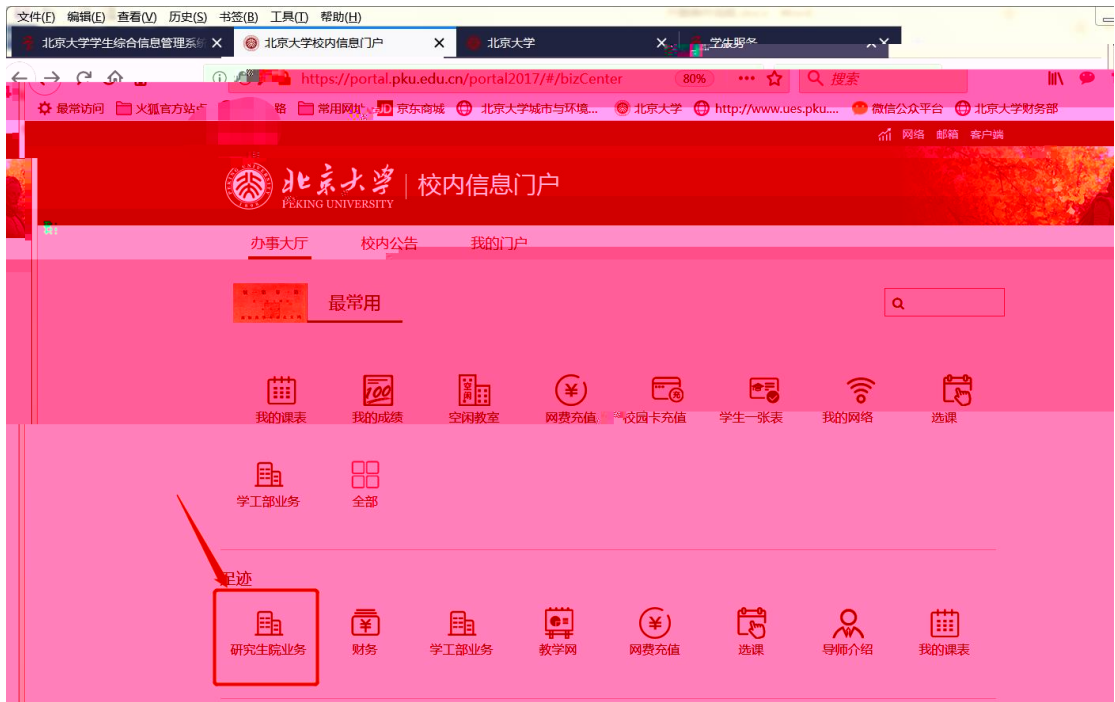 文件(F) 编辑(E) 查看(V) 历史(S) 书签(B) 工具(T) 帮助(H)
北京大学学生综合信息管理系统 北京大学校内信息门户 北京大学
https://portal.pku.edu.cn/portal2017/#/bizCenter 80% 搜索
最常访问 火狐官方站点 常用网址 JD 京东商城 北京大学城市与环境... 北京大学 http://www.ues.pku.... 微信公众平台 北京大学财务部
网络 邮箱 客户端
北京大学 校内信息门户
PEKING UNIVERSITY
办事大厅 校内公告 我的门户
最常用
我的课表 我的成绩 空闲教室 网费充值 校园卡充值 学生一张表 我的网络 选课
学工部业务 全部
足迹
研究生院业务 财务 学工部业务 教学网 网费充值 选课 导师介绍 我的课表